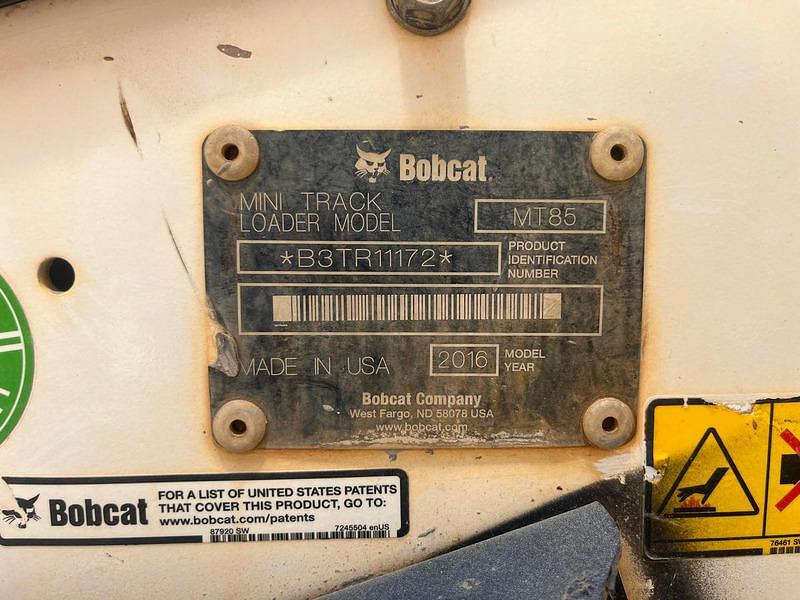 Bobcat
MINI TRACK
LOADER MODEL
MT85
*B3TR11172*
PRODUCT
IDENTIFICATION
NUMBER
MADE IN USA
2016
MODEL
YEAR
Bobcat Company
West Fargo, ND 58078 USA
www.bobcat.com
Bobcat
FOR A LIST OF UNITED STATES PATENTS
THAT COVER THIS PRODUCT, GO TO:
www.bobcat.com/patents
87920 SW
7245504 enUS
76461 SW